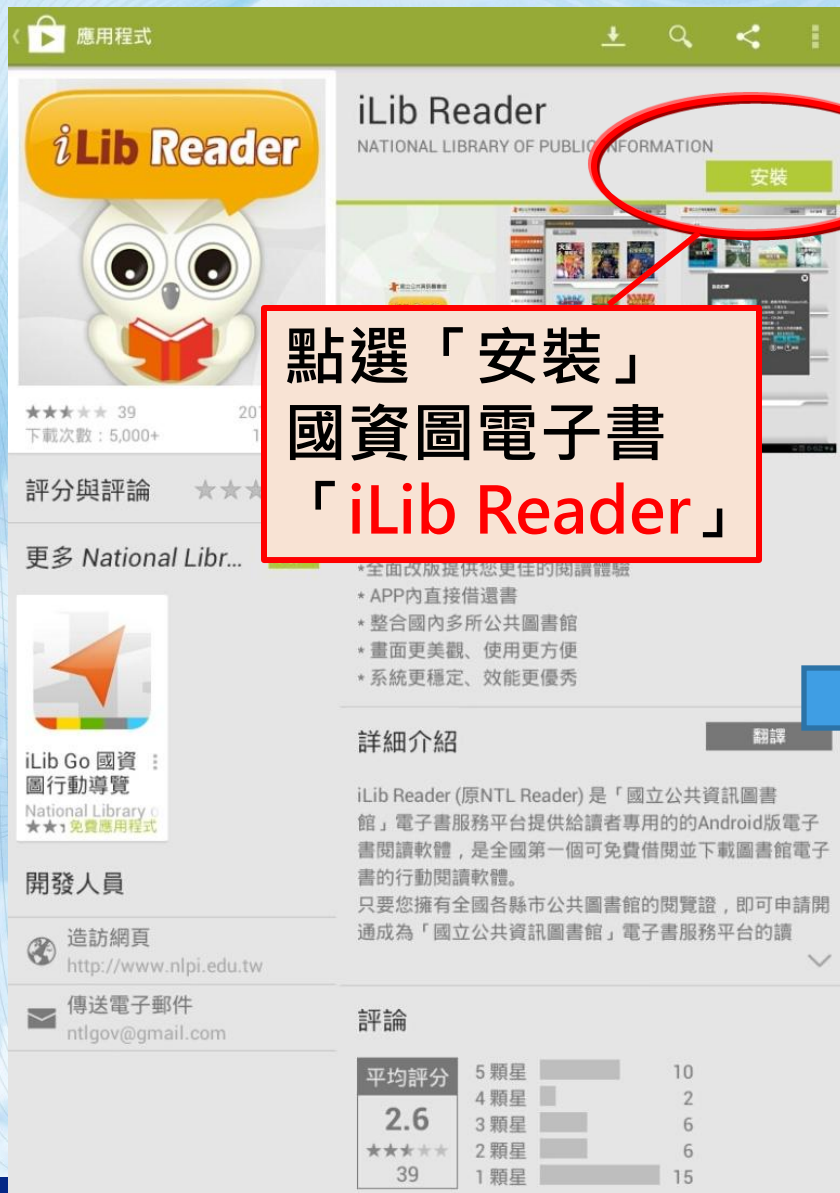 應用程式
iLib Reader
iLib Reader
NATIONAL LIBRARY OF PUBLIC INFORMATION
安裝
點選「安裝」
國資圖電子書
「iLib Reader」
39
下載次數：5,000+
評分與評論
更多 National Libr...
iLib Go 國資
圖行動導覽
National Library
免費應用程式
開發人員
造訪網頁
http://www.nlpi.edu.tw
傳送電子郵件
ntlgov@gmail.com
*全面改版提供您更佳的閱讀體驗
* APP內直接借還書
* 整合國內多所公共圖書館
* 畫面更美觀、使用更方便
* 系統更穩定、效能更優秀
詳細介紹
翻譯
iLib Reader (原NTL Reader) 是「國立公共資訊圖書
館」電子書服務平台提供給讀者專用的的Android版電子
書閱讀軟體，是全國第一個可免費借閱並下載圖書館電子
書的行動閱讀軟體。
只要您擁有全國各縣市公共圖書館的閱覽證，即可申請開
通成為「國立公共資訊圖書館」電子書服務平台的讀
評論
平均評分
2.6
39
5 顆星 10
4 顆星 2
3 顆星 6
2 顆星 6
1 顆星 15